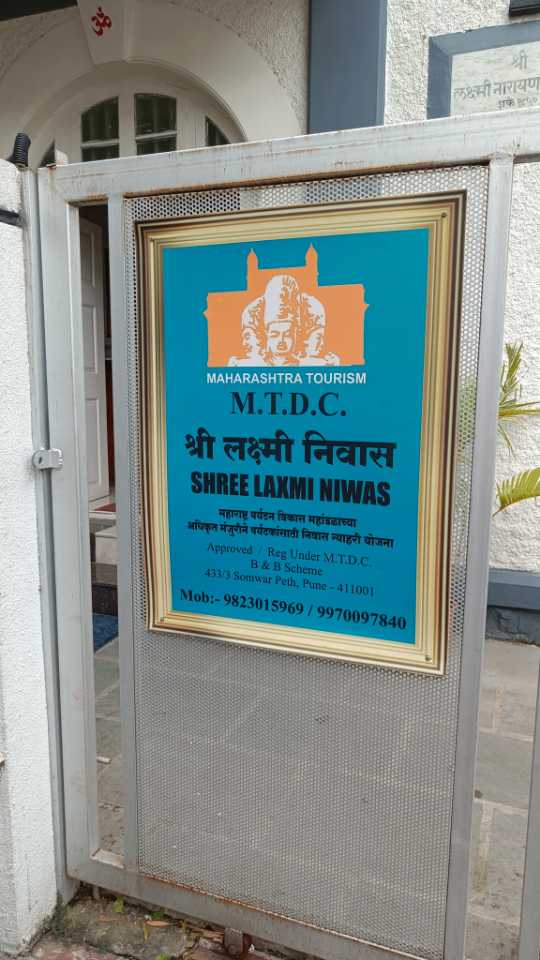 ॐ
श्री
लक्ष्मी नारायण
शके
MAHARASHTRA TOURISM
M.T.D.C.
श्री लक्ष्मी निवास
SHREE LAXMI NIWAS
महाराष्ट्र पर्यटन विकास महांडळाच्या
अधिकृत मंजुरीने पर्यटकांसाठी निवास न्याहरी योजना
Approved / Reg Under M.T.D.C.
B & B Scheme
433/3 Somwar Peth, Pune - 411001
Mob:- 9823015969 / 9970097840